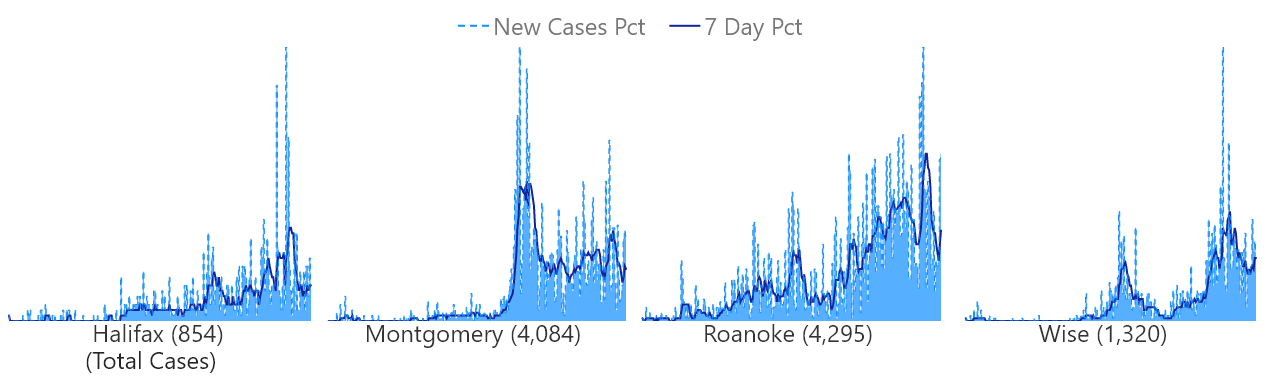 New Cases Pct 7 Day Pct
Halifax (854) Montgomery (4,084) Roanoke (4,295) Wise (1,320)
(Total Cases)